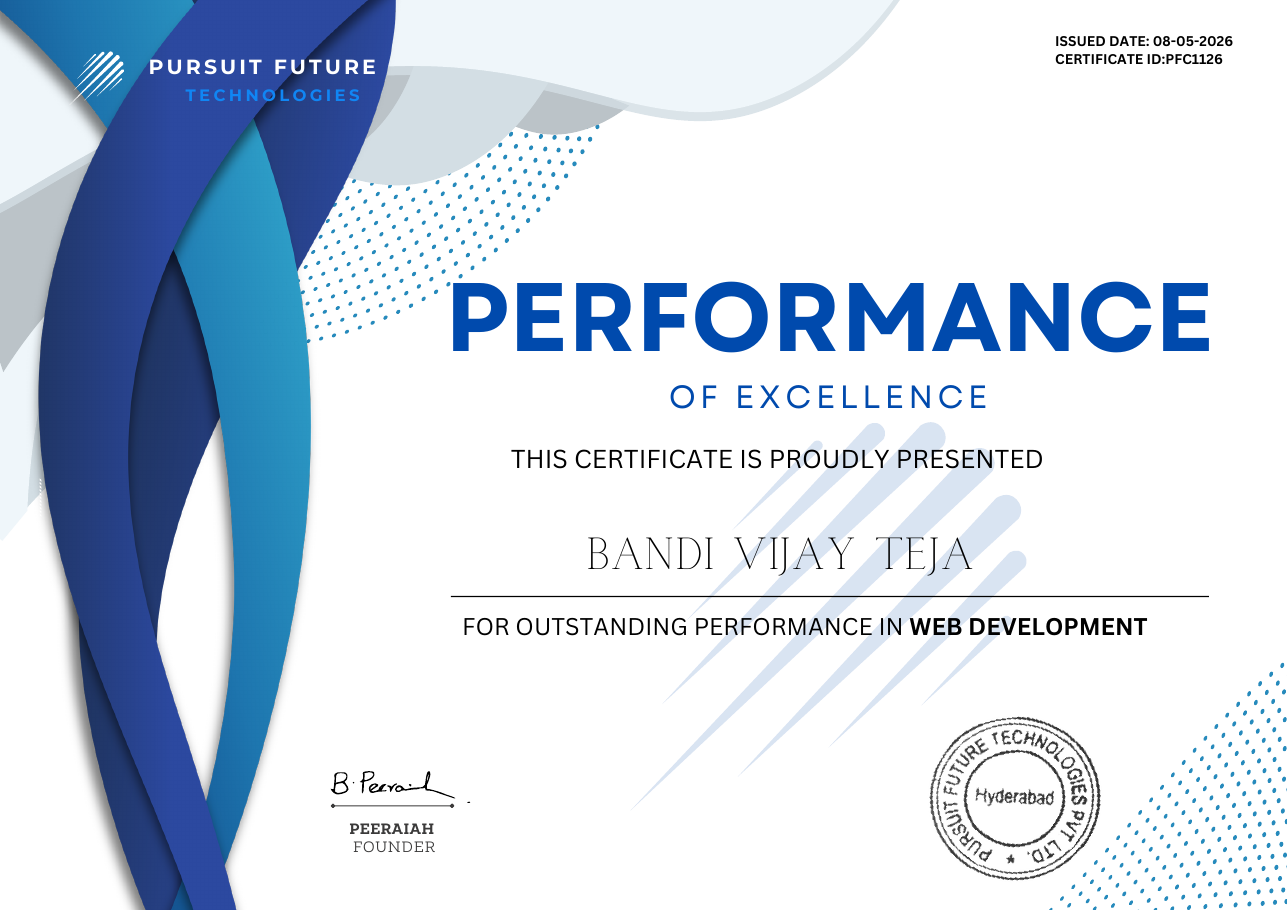 PURSUIT FUTURE
TECHNOLOGIES
ISSUED DATE: 08-05-2026
CERTIFICATE ID:PFC1126
PERFORMANCE
OF EXCELLENCE
THIS CERTIFICATE IS PROUDLY PRESENTED
BANDI VIJAY TEJA
FOR OUTSTANDING PERFORMANCE IN WEB DEVELOPMENT
B. Peeraiah
PEERAIAH
FOUNDER
PURSUIT FUTURE TECHNOLOGIES PVT LTD.
Hyderabad